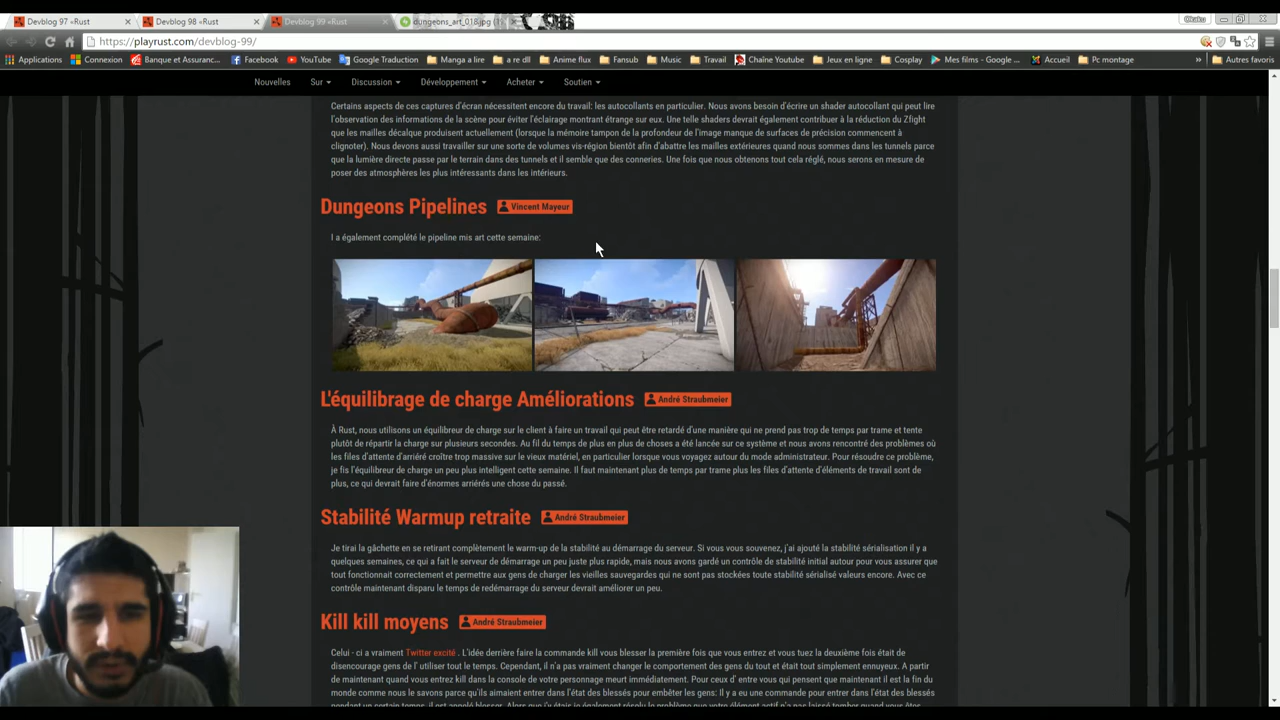 Devblog 97 «Rust
Devblog 98 «Rust
Devblog 99 «Rust
dungeons_art_018.jpg (1
Otaku
https://playrust.com/devblog-99/
Applications
Connexion
Banque et Assuranc...
Facebook
YouTube
Google Traduction
Manga a lire
a re dll
Anime flux
Fansub
Music
Travail
Chaîne Youtube
Jeux en ligne
Cosplay
Mes films - Google ...
Accueil
Pc montage
»
Autres favoris
Nouvelles
Sur
Discussion
Développement
Acheter
Soutien
Certains aspects de ces captures d'écran nécessitent encore du travail: les autocollants en particulier. Nous avons besoin d'écrire un shader autocollant qui peut lire
l'observation des informations de la scène pour éviter l'éclairage montrant étrange sur eux. Une telle shaders devrait également contribuer à la réduction du Zfight
que les mailles décalque produisent actuellement (lorsque la mémoire tampon de la profondeur de l'image manque de surfaces de précision commencent à
clignoter). Nous devons aussi travailler sur une sorte de volumes vis-région bientôt afin d'abattre les mailles extérieures quand nous sommes dans les tunnels parce
que la lumière directe passe par le terrain dans des tunnels et il semble que des conneries. Une fois que nous obtenons tout cela réglé, nous serons en mesure de
poser des atmosphères les plus intéressants dans les intérieurs.
Dungeons Pipelines
Vincent Mayeur
I a également complété le pipeline mis art cette semaine:
L'équilibrage de charge Améliorations
André Straubmeier
À Rust, nous utilisons un équilibreur de charge sur le client à faire un travail qui peut être retardé d'une manière qui ne prend pas trop de temps par trame et tente
plutôt de répartir la charge sur plusieurs secondes. Au fil du temps de plus en plus de choses a été lancée sur ce système et nous avons rencontré des problèmes où
les files d'attente d'arriéré croître trop massive sur le vieux matériel, en particulier lorsque vous voyagez autour du mode administrateur. Pour résoudre ce problème,
je fis l'équilibreur de charge un peu plus intelligent cette semaine. Il faut maintenant plus de temps par trame plus les files d'attente d'éléments de travail sont de
plus, ce qui devrait faire d'énormes arriérés une chose du passé.
Stabilité Warmup retraite
André Straubmeier
Je tirai la gâchette en se retirant complètement le warm-up de la stabilité au démarrage du serveur. Si vous vous souvenez, j'ai ajouté la stabilité sérialisation il y a
quelques semaines, ce qui a fait le serveur de démarrage un peu juste plus rapide, mais nous avons gardé un contrôle de stabilité initial autour pour vous assurer que
tout fonctionnait correctement et permettre aux gens de charger les vieilles sauvegardes qui ne sont pas stockées toute stabilité sérialisé valeurs encore. Avec ce
contrôle maintenant disparu le temps de redémarrage du serveur devrait améliorer un peu.
Kill kill moyens
André Straubmeier
Celui - ci a vraiment Twitter excité . L'idée derrière faire la commande kill vous blesser la première fois que vous entrez et vous tuez la deuxième fois était de
disencourage gens de l' utiliser tout le temps. Cependant, il n'a pas vraiment changer le comportement des gens du tout et était tout simplement ennuyeux. A partir
de maintenant quand vous entrez kill dans la console de votre personnage meurt immédiatement. Pour ceux d' entre vous qui pensent que maintenant il est la fin du
monde comme nous le savons parce qu'ils aimaient entrer dans l'état des blessés pour embêter les gens: Il y a eu une commande pour entrer dans l'état des blessés